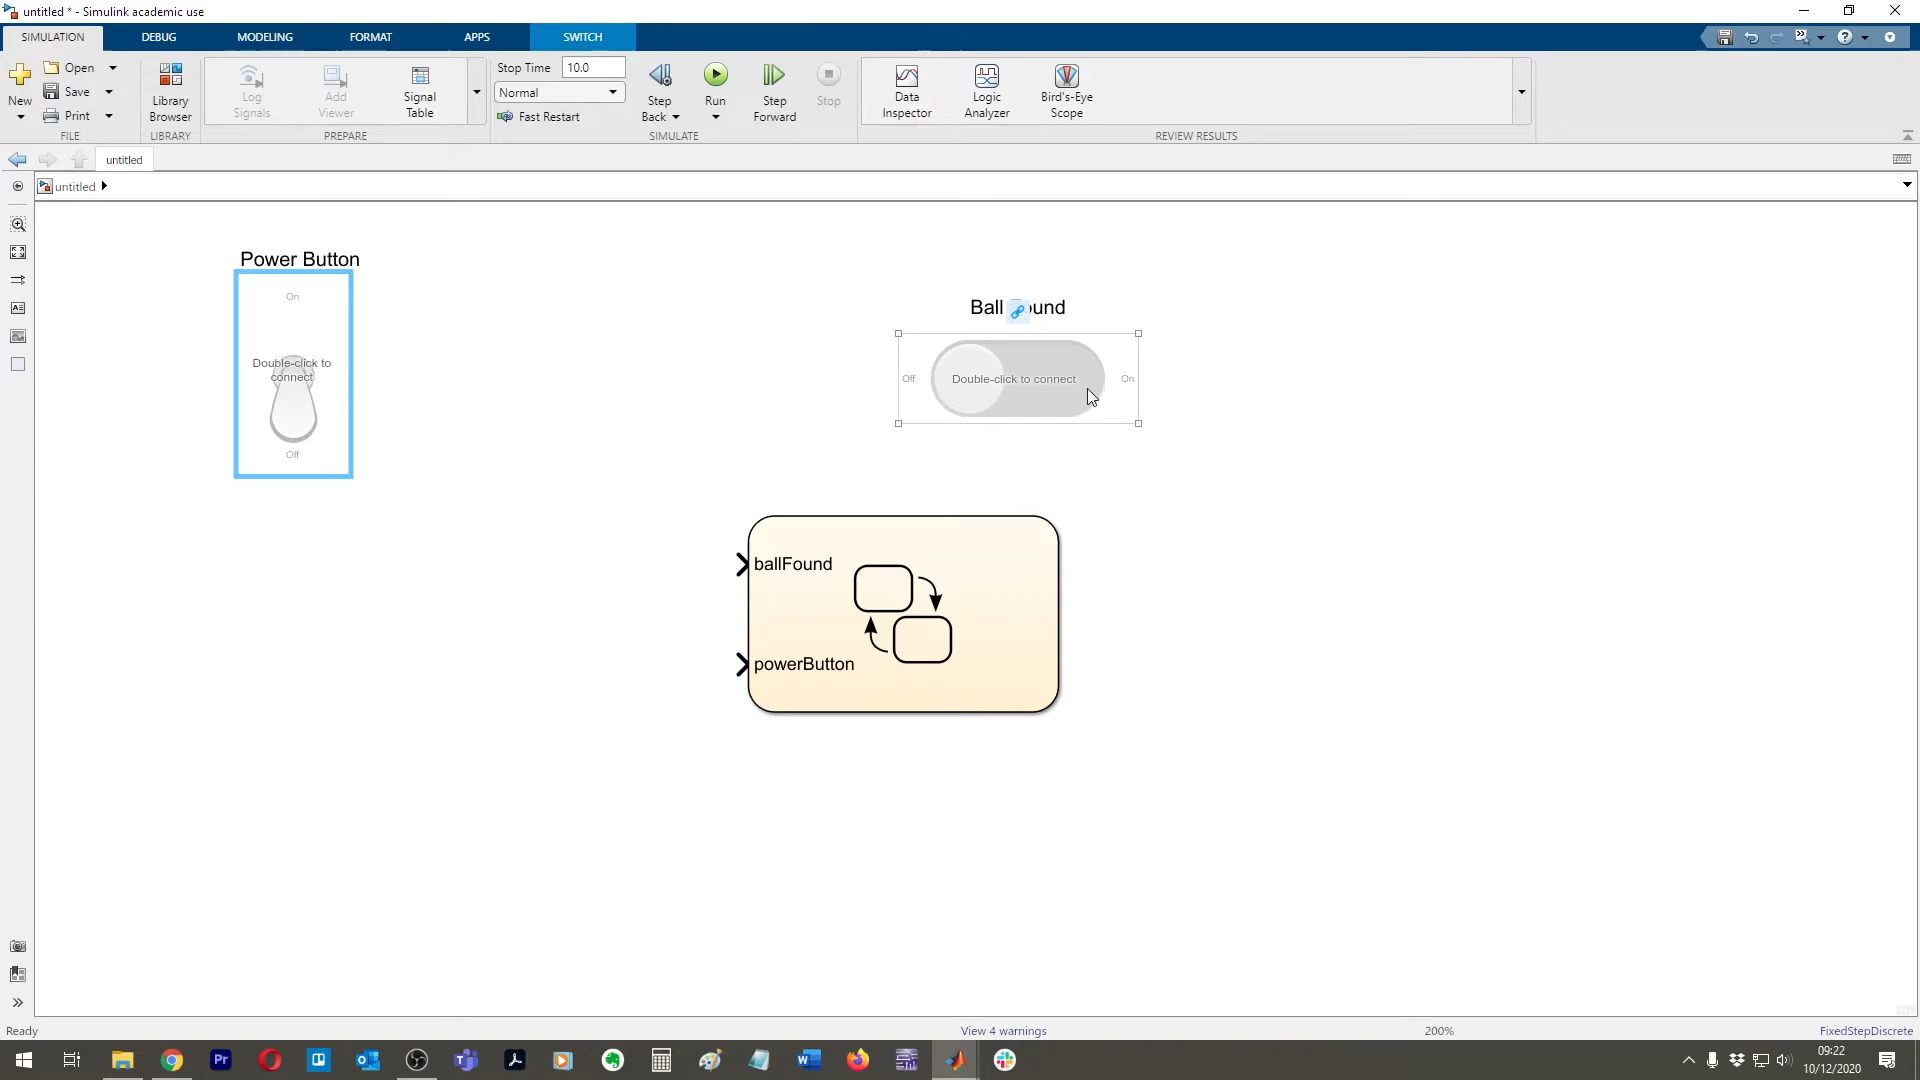 untitled * - Simulink academic use
SIMULATION DEBUG MODELING FORMAT APPS SWITCH
New
Open
Save
Print
FILE
Library Browser
LIBRARY
Log Signals
Add Viewer
Signal Table
PREPARE
Stop Time 10.0
Normal
Fast Restart
Step Back
Run
Step Forward
Stop
SIMULATE
Data Inspector
Logic Analyzer
Bird's-Eye Scope
REVIEW RESULTS
untitled
untitled
Power Button
On
Double-click to
connect
Off
Ball
Off
Double-click to connect
On
ballFound
powerButton
Ready
View 4 warnings
200%
FixedStepDiscrete
09:22
10/12/2020